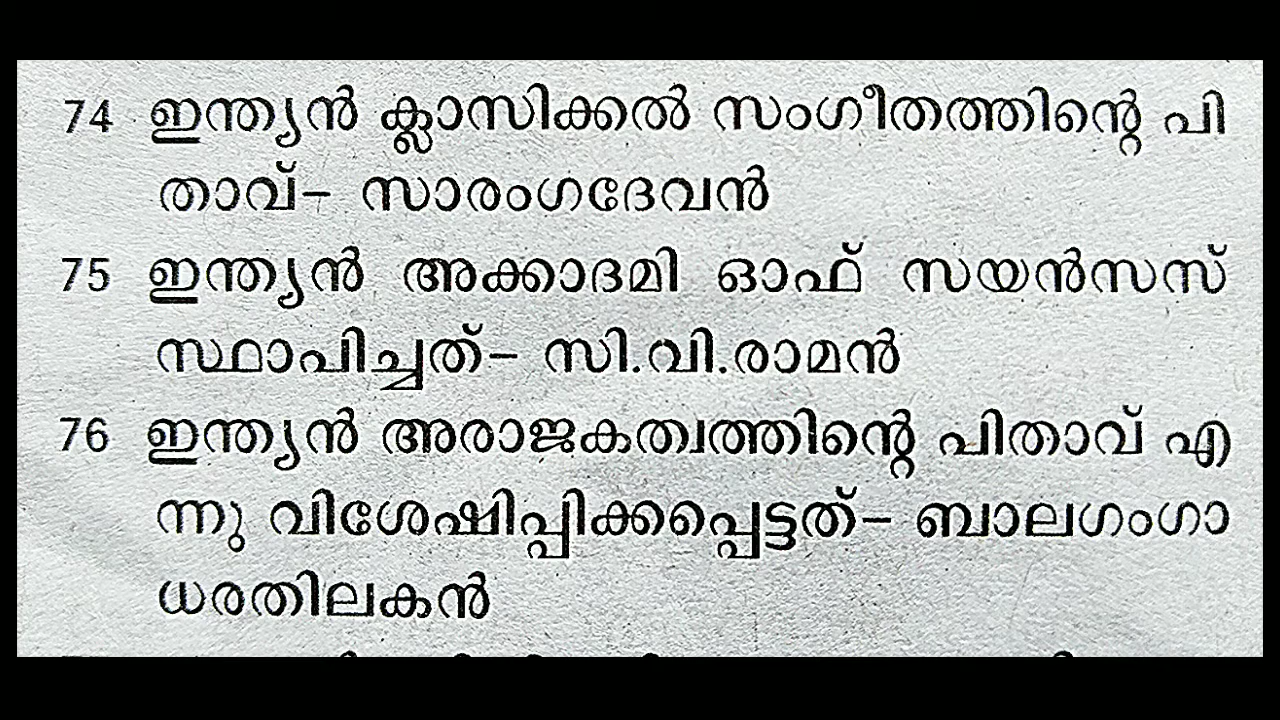 74 ഇന്ത്യൻ ക്ലാസിക്കൽ സംഗീതത്തിന്റെ പി
താവ്– സാരംഗദേവൻ
75 ഇന്ത്യൻ അക്കാദമി ഓഫ് സയൻസസ്
സ്ഥാപിച്ചത്– സി.വി.രാമൻ
76 ഇന്ത്യൻ അരാജകത്വത്തിന്റെ പിതാവ് എ
ന്നു വിശേഷിപ്പിക്കപ്പെട്ടത്– ബാലഗംഗാ
ധരതിലകൻ